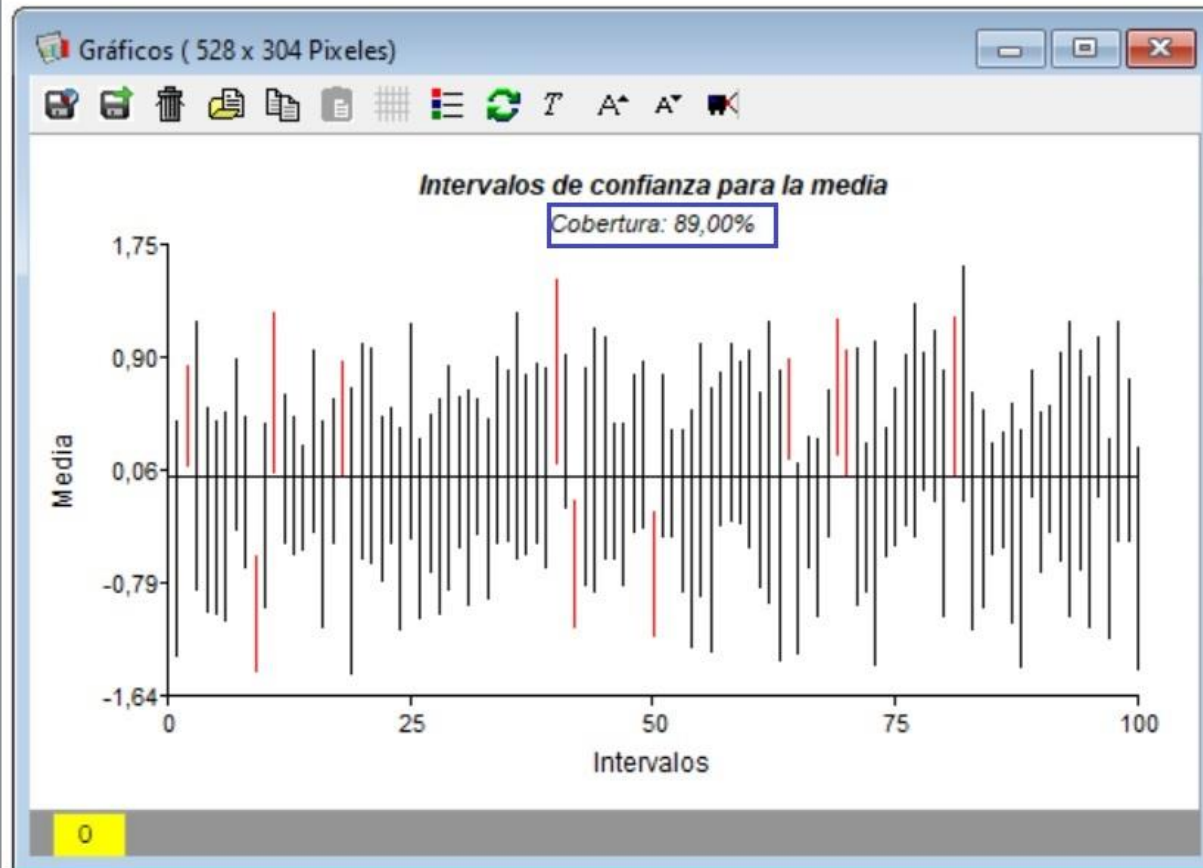 Gráficos ( 528 x 304 Pixeles)
T A A
Intervalos de confianza para la media
Cobertura: 89,00%
1,75
0,90
0,06
-0,79
-1,64
Media
0 25 50 75 100
Intervalos
0